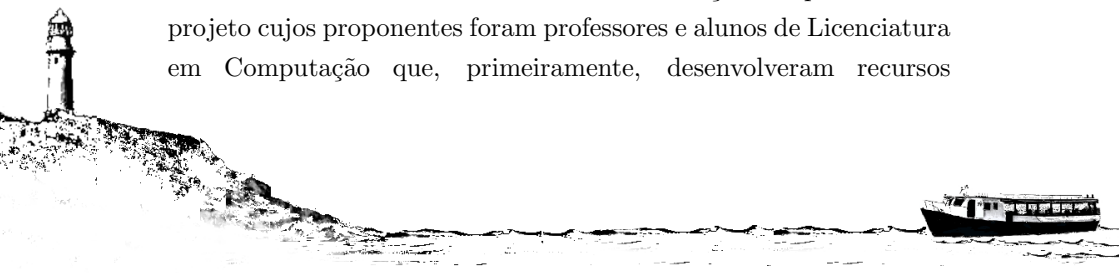 projeto cujos proponentes foram professores e alunos de Licenciatura
em Computação que, primeiramente, desenvolveram recursos